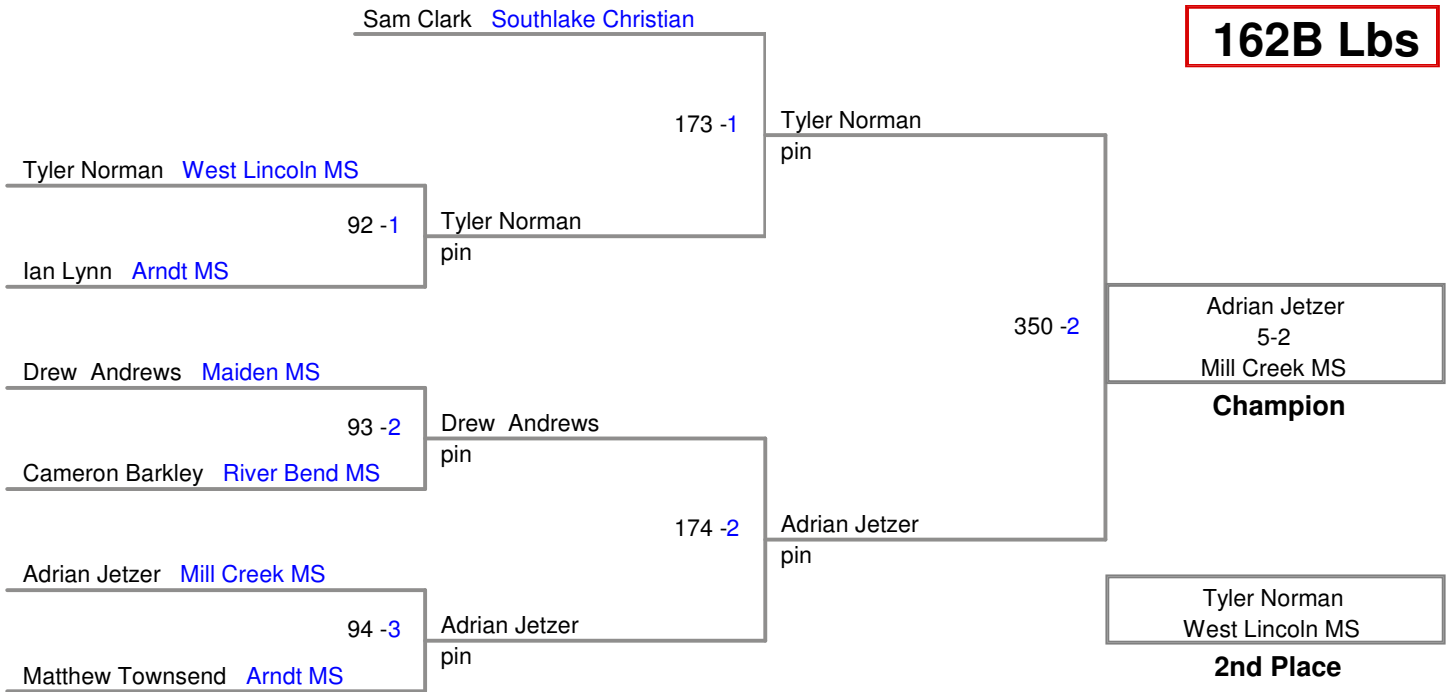 Sam Clark Southlake Christian
162B Lbs
173 -1
Tyler Norman
pin
Tyler Norman West Lincoln MS
92 -1
Tyler Norman
pin
Ian Lynn Arndt MS
350 -2
Adrian Jetzer
5-2
Mill Creek MS
Champion
Drew Andrews Maiden MS
93 -2
Drew Andrews
pin
Cameron Barkley River Bend MS
174 -2
Adrian Jetzer
pin
Adrian Jetzer Mill Creek MS
94 -3
Adrian Jetzer
pin
Matthew Townsend Arndt MS
Tyler Norman
West Lincoln MS
2nd Place